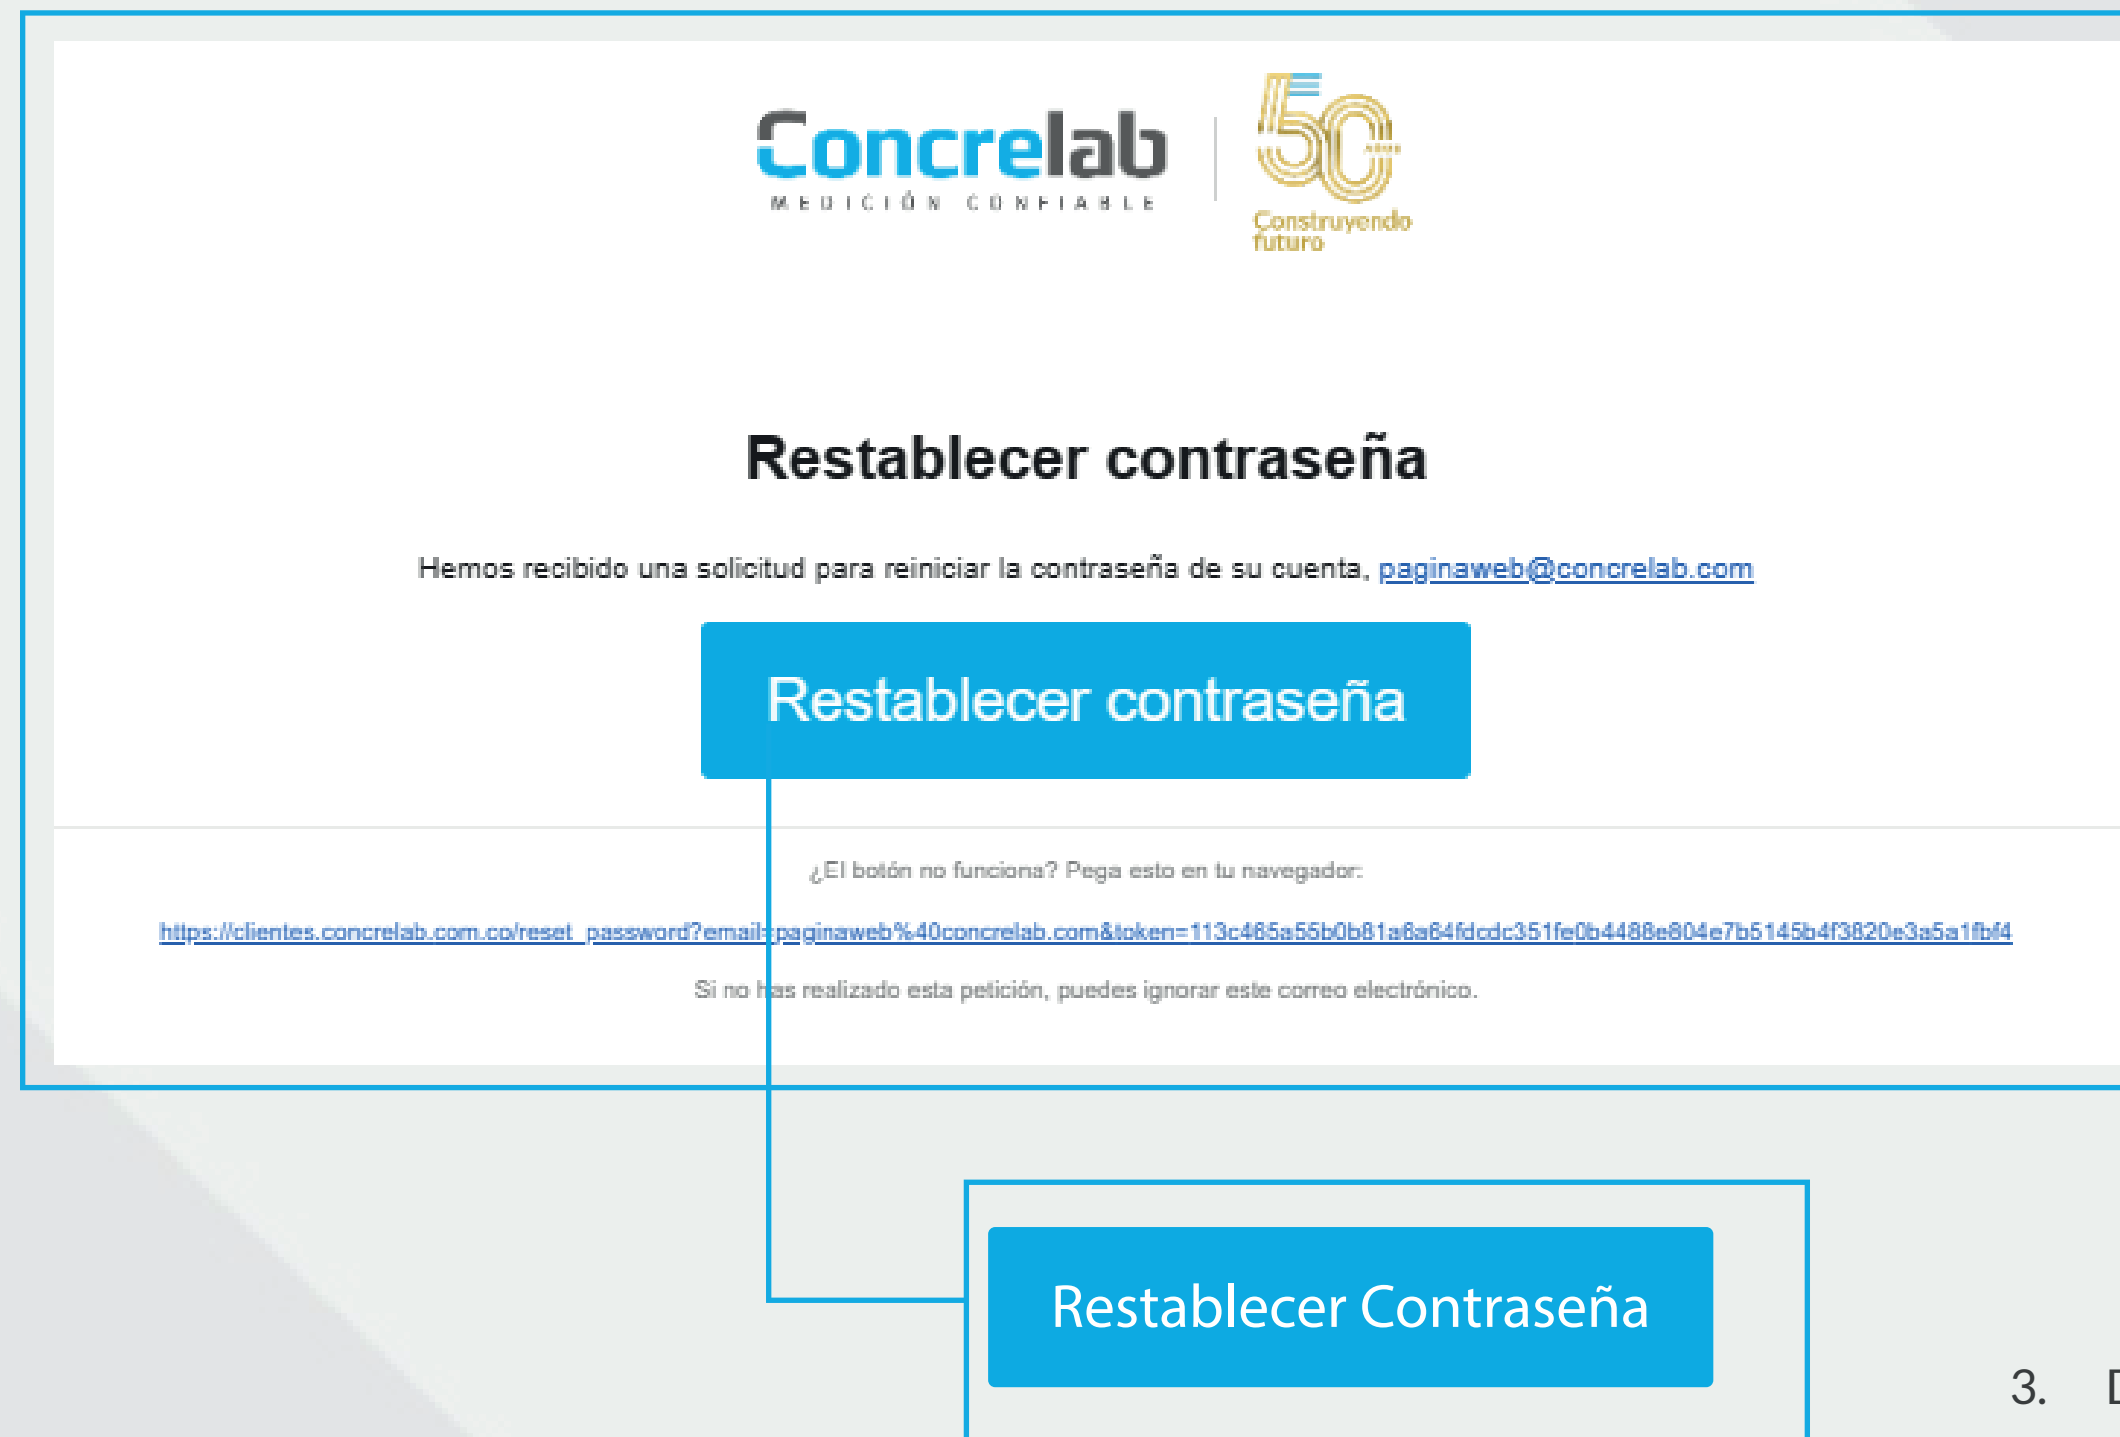 Concrelab
MEDICIÓN CONFIABLE
50
AÑOS
Construyendo
futuro
Restablecer contraseña
Hemos recibido una solicitud para reiniciar la contraseña de su cuenta, paginaweb@concrelab.com
Restablecer contraseña
¿El botón no funciona? Pega esto en tu navegador:
https://clientes.concrelab.com.co/reset_password?email=paginaweb%40concrelab.com&token=113c465a55b0b81a6a64fdcdc351fe0b4488e804e7b5145b4f3820e3a5a1fbf4
Si no has realizado esta petición, puedes ignorar este correo electrónico.
Restablecer Contraseña
3.